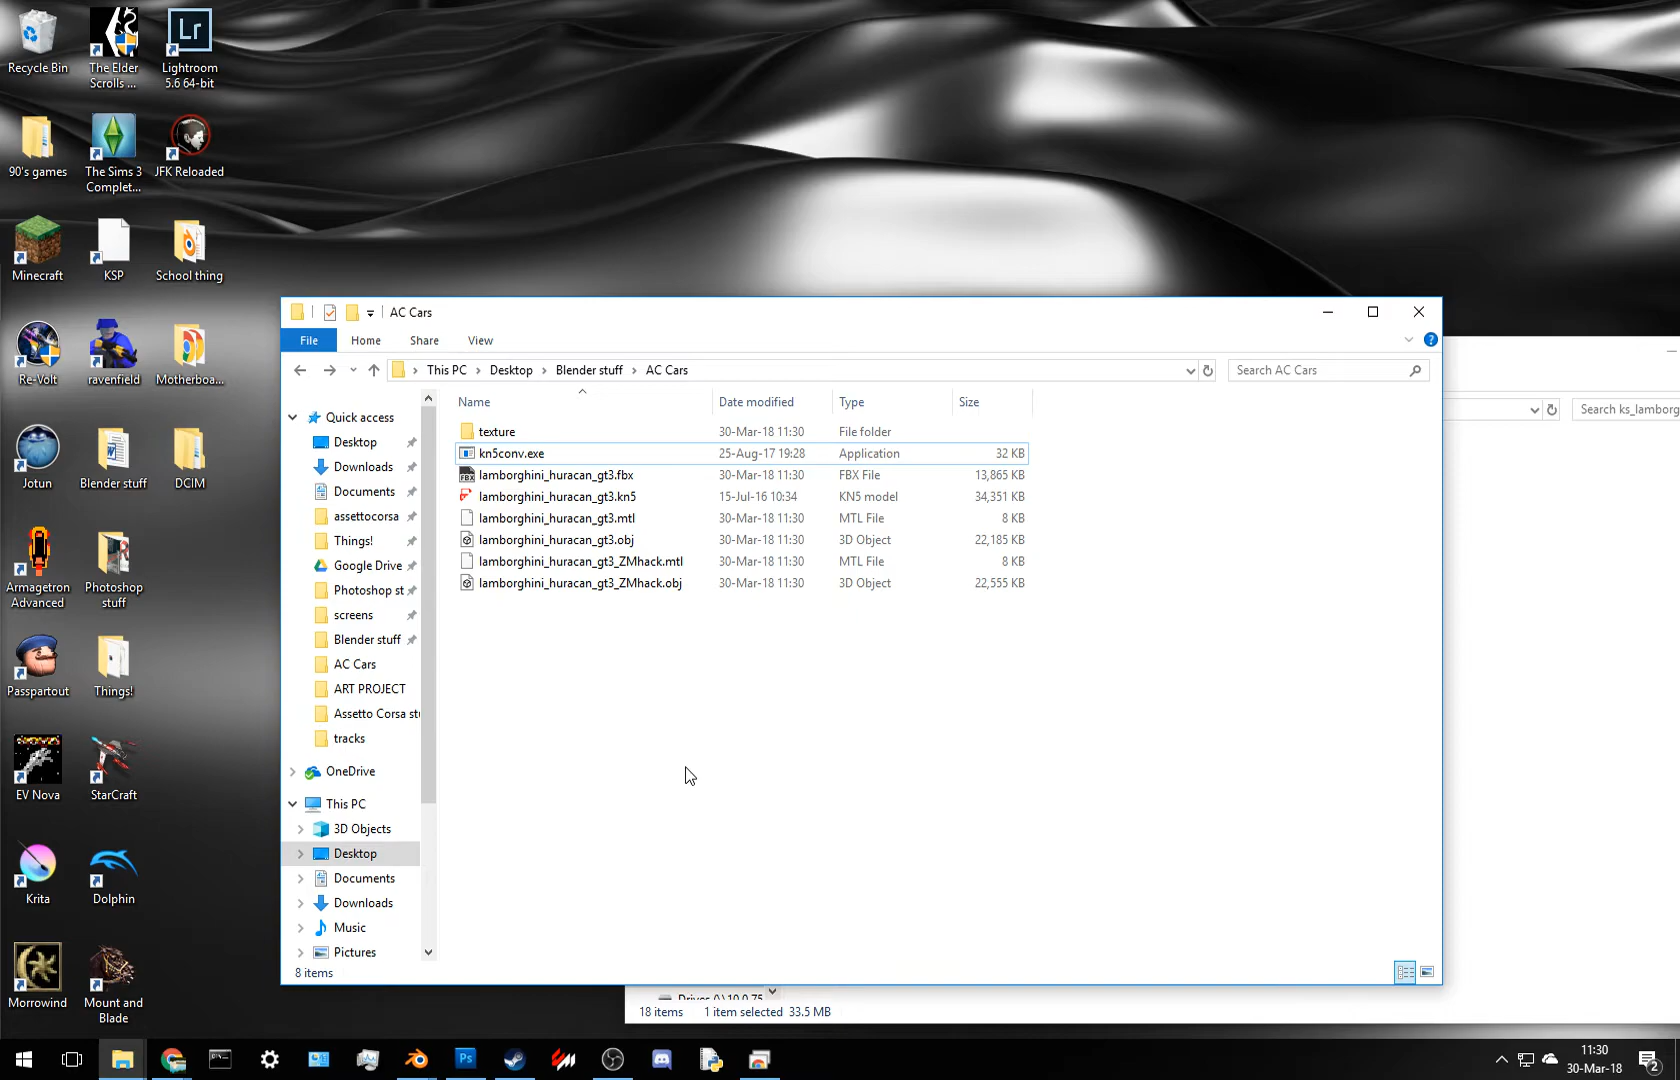 Recycle Bin
The Elder
Scrolls ...
Lr
Lightroom
5.6 64-bit
90's games
The Sims 3
Complet...
JFK Reloaded
Minecraft
KSP
School thing
Re-Volt
ravenfield
Motherboa...
Jotun
Blender stuff
DCIM
Armagetron
Advanced
Photoshop
stuff
Passpartout
Things!
EV Nova
StarCraft
Krita
Dolphin
Morrowind
Mount and
Blade
AC Cars
File
Home
Share
View
This PC
Desktop
Blender stuff
AC Cars
Search AC Cars
Name
Date modified
Type
Size
texture 30-Mar-18 11:30 File folder
kn5conv.exe 25-Aug-17 19:28 Application 32 KB
lamborghini_huracan_gt3.fbx 30-Mar-18 11:30 FBX File 13,865 KB
lamborghini_huracan_gt3.kn5 15-Jul-16 10:34 KN5 model 34,351 KB
lamborghini_huracan_gt3.mtl 30-Mar-18 11:30 MTL File 8 KB
lamborghini_huracan_gt3.obj 30-Mar-18 11:30 3D Object 22,185 KB
lamborghini_huracan_gt3_ZMhack.mtl 30-Mar-18 11:30 MTL File 8 KB
lamborghini_huracan_gt3_ZMhack.obj 30-Mar-18 11:30 3D Object 22,555 KB
Quick access
Desktop
Downloads
Documents
assettocorsa
Things!
Google Drive
Photoshop st
screens
Blender stuff
AC Cars
ART PROJECT
Assetto Corsa stu
tracks
OneDrive
This PC
3D Objects
Desktop
Documents
Downloads
Music
Pictures
8 items
Search ks_lamborg
18 items 1 item selected 33.5 MB
Ps
11:30
30-Mar-18
2